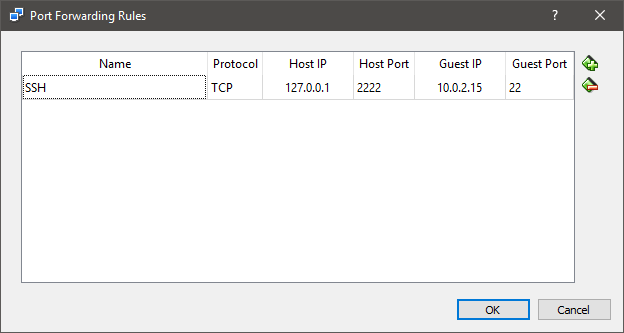 Port Forwarding Rules
Name Protocol Host IP Host Port Guest IP Guest Port
SSH TCP 127.0.0.1 2222 10.0.2.15 22
OK Cancel